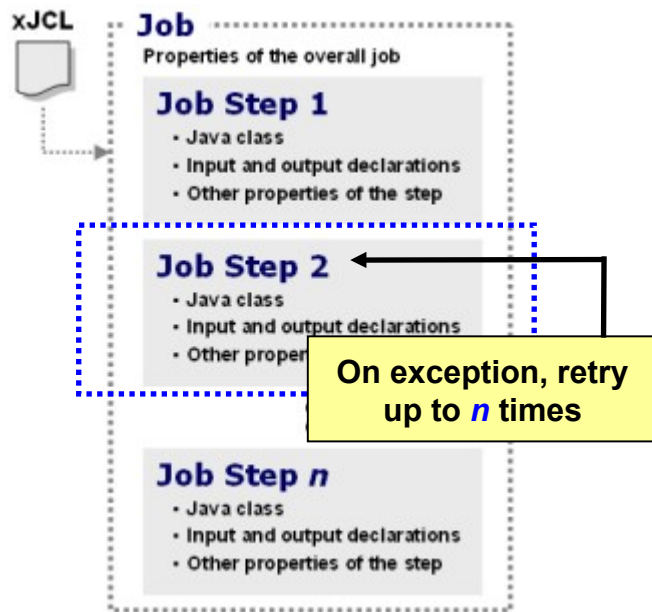 xJCL
Job
Properties of the overall job
Job Step 1
• Java class
• Input and output declarations
• Other properties of the step
Job Step 2
• Java class
• Input and output declarations
• Other
On exception, retry
up to n times
Job Step n
• Java class
• Input and output declarations
• Other properties of the step